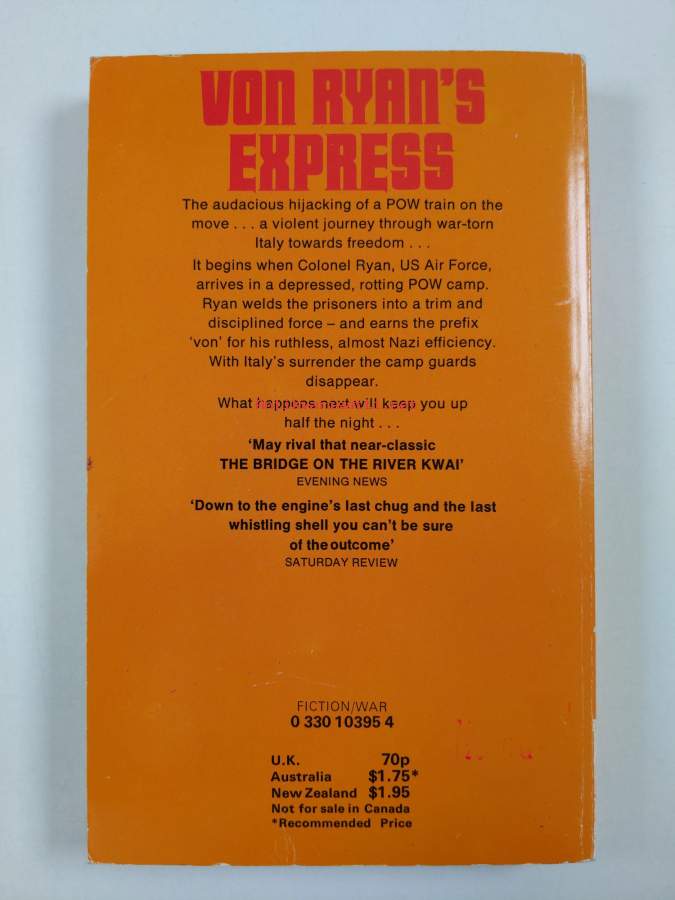 VON RYAN'S
EXPRESS
The audacious hijacking of a POW train on the
move . . . a violent journey through war-torn
Italy towards freedom . . .
It begins when Colonel Ryan, US Air Force,
arrives in a depressed, rotting POW camp.
Ryan welds the prisoners into a trim and
disciplined force – and earns the prefix
'von' for his ruthless, almost Nazi efficiency.
With Italy's surrender the camp guards
disappear.
What happens next will keep you up
half the night . . .
'May rival that near-classic
THE BRIDGE ON THE RIVER KWAI'
EVENING NEWS
'Down to the engine's last chug and the last
whistling shell you can't be sure
of the outcome'
SATURDAY REVIEW
FICTION/WAR
0 330 10395 4
U.K. 70p
Australia $1.75*
New Zealand $1.95
Not for sale in Canada
*Recommended Price